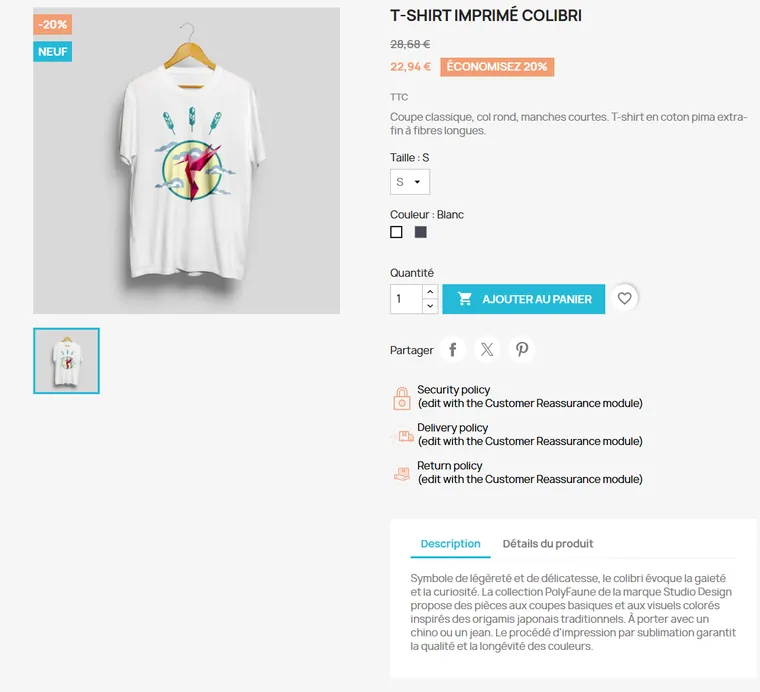 -20%
NEUF
T-SHIRT IMPRIMÉ COLIBRI
28,68 €
22,94 € ÉCONOMISEZ 20%
TTC
Coupe classique, col rond, manches courtes. T-shirt en coton pima extra-
fin à fibres longues.
Taille : S
S
Couleur : Blanc
Quantité
1
AJOUTER AU PANIER
Partager
Security policy
(edit with the Customer Reassurance module)
Delivery policy
(edit with the Customer Reassurance module)
Return policy
(edit with the Customer Reassurance module)
Description Détails du produit
Symbole de légèreté et de délicatesse, le colibri évoque la gaieté
et la curiosité. La collection PolyFaune de la marque Studio Design
propose des pièces aux coupes basiques et aux visuels colorés
inspirés des origamis japonais traditionnels. À porter avec un
chino ou un jean. Le procédé d'impression par sublimation garantit
la qualité et la longévité des couleurs.